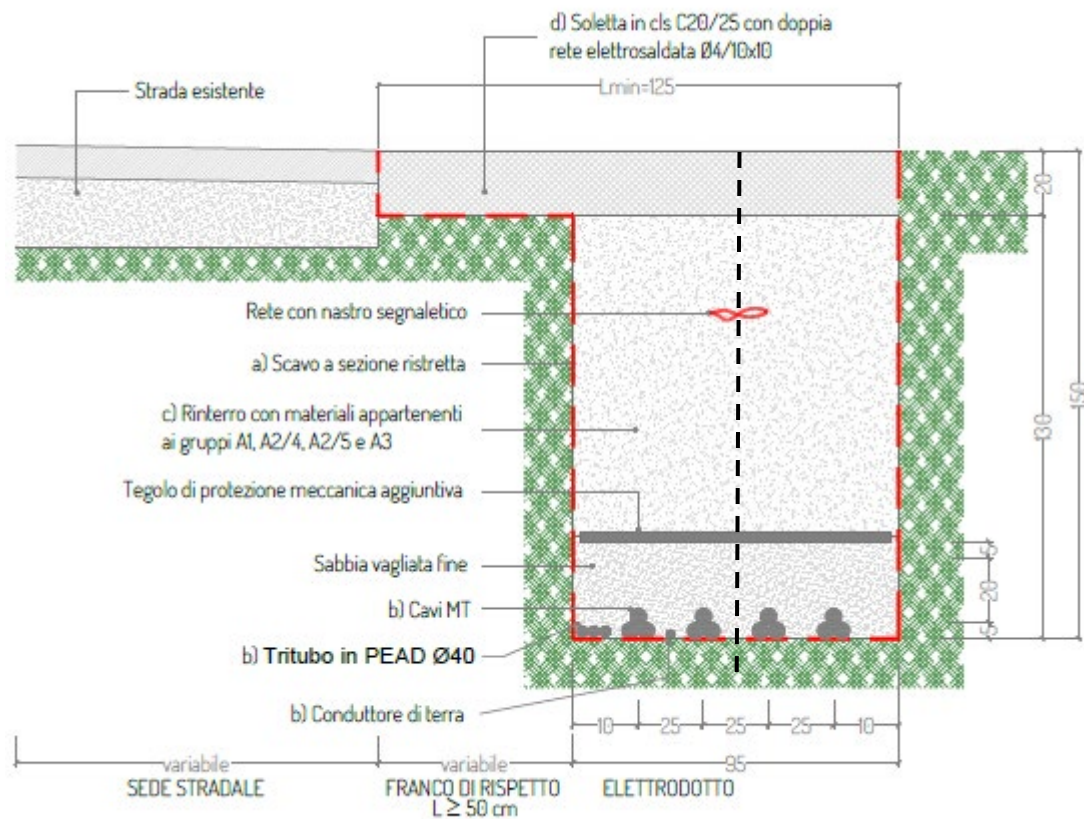 d) Soletta in cls C20/25 con doppia
rete elettrosaldata Ø4/10x10
Strada esistente
Lmin=125
20
Rete con nastro segnaletico
a) Scavo a sezione ristretta
c) Rinterro con materiali appartenenti
ai gruppi A1, A2/4, A2/5 e A3
130
150
Tegolo di protezione meccanica aggiuntiva
5
Sabbia vagliata fine
20
b) Cavi MT
5
b) Tritubo in PEAD Ø40
b) Conduttore di terra
10 25 25 25 10
variabile variabile 95
SEDE STRADALE FRANCO DI RISPETTO ELETTRODOTTO
L ≥ 50 cm